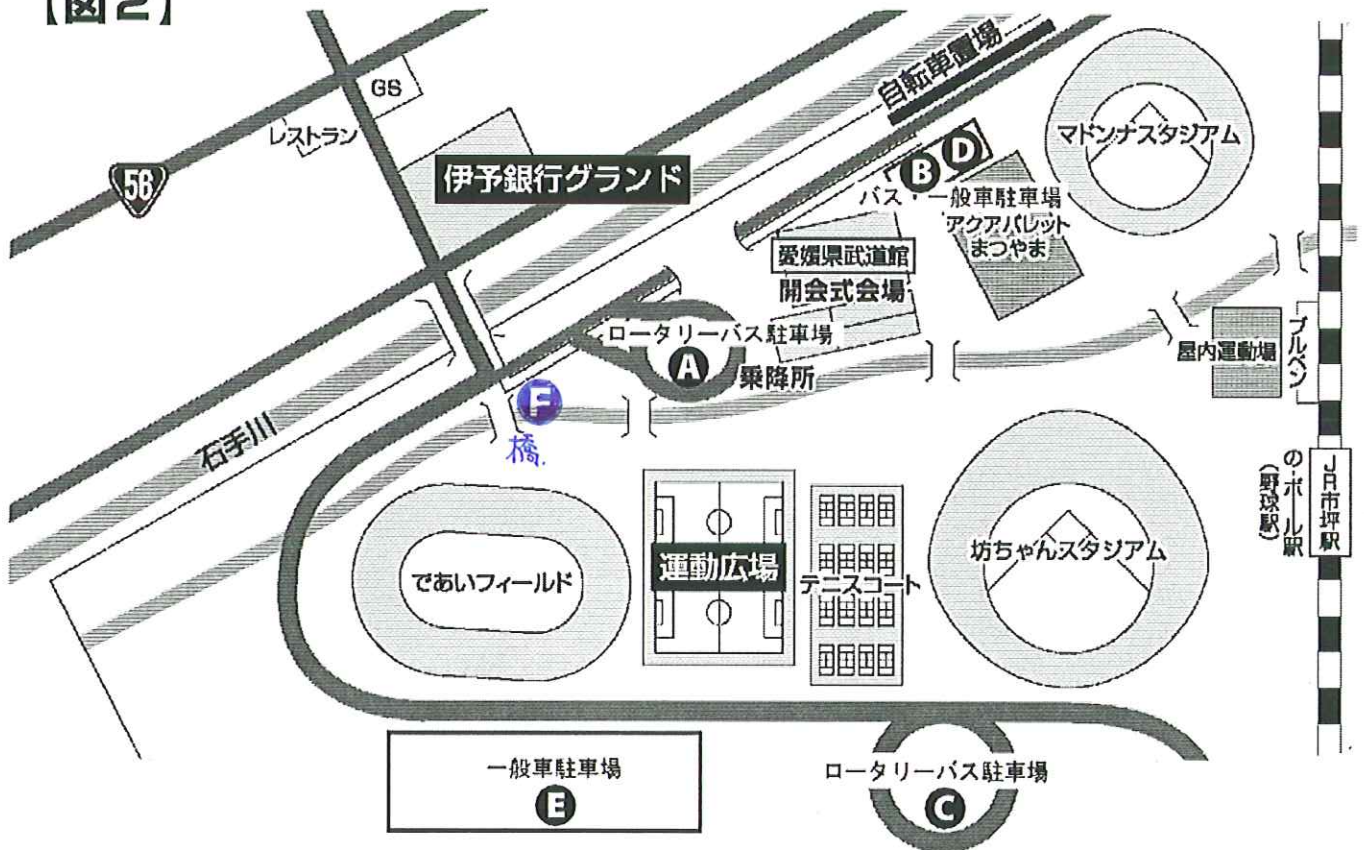 【図2】
GS
レストラン
56
伊予銀行グランド
自転車置場
マドンナスタジアム
B
D
バス・一般車駐車場
アクアパレット
まつやま
愛媛県武道館
開会式会場
ロータリーバス駐車場
A
乗降所
屋内運動場
ブルペン
F
橋.
石手川
JR市坪駅
の・ボール駅
(野球駅)
であいフィールド
運動広場
テニスコート
坊ちゃんスタジアム
一般車駐車場
E
ロータリーバス駐車場
C